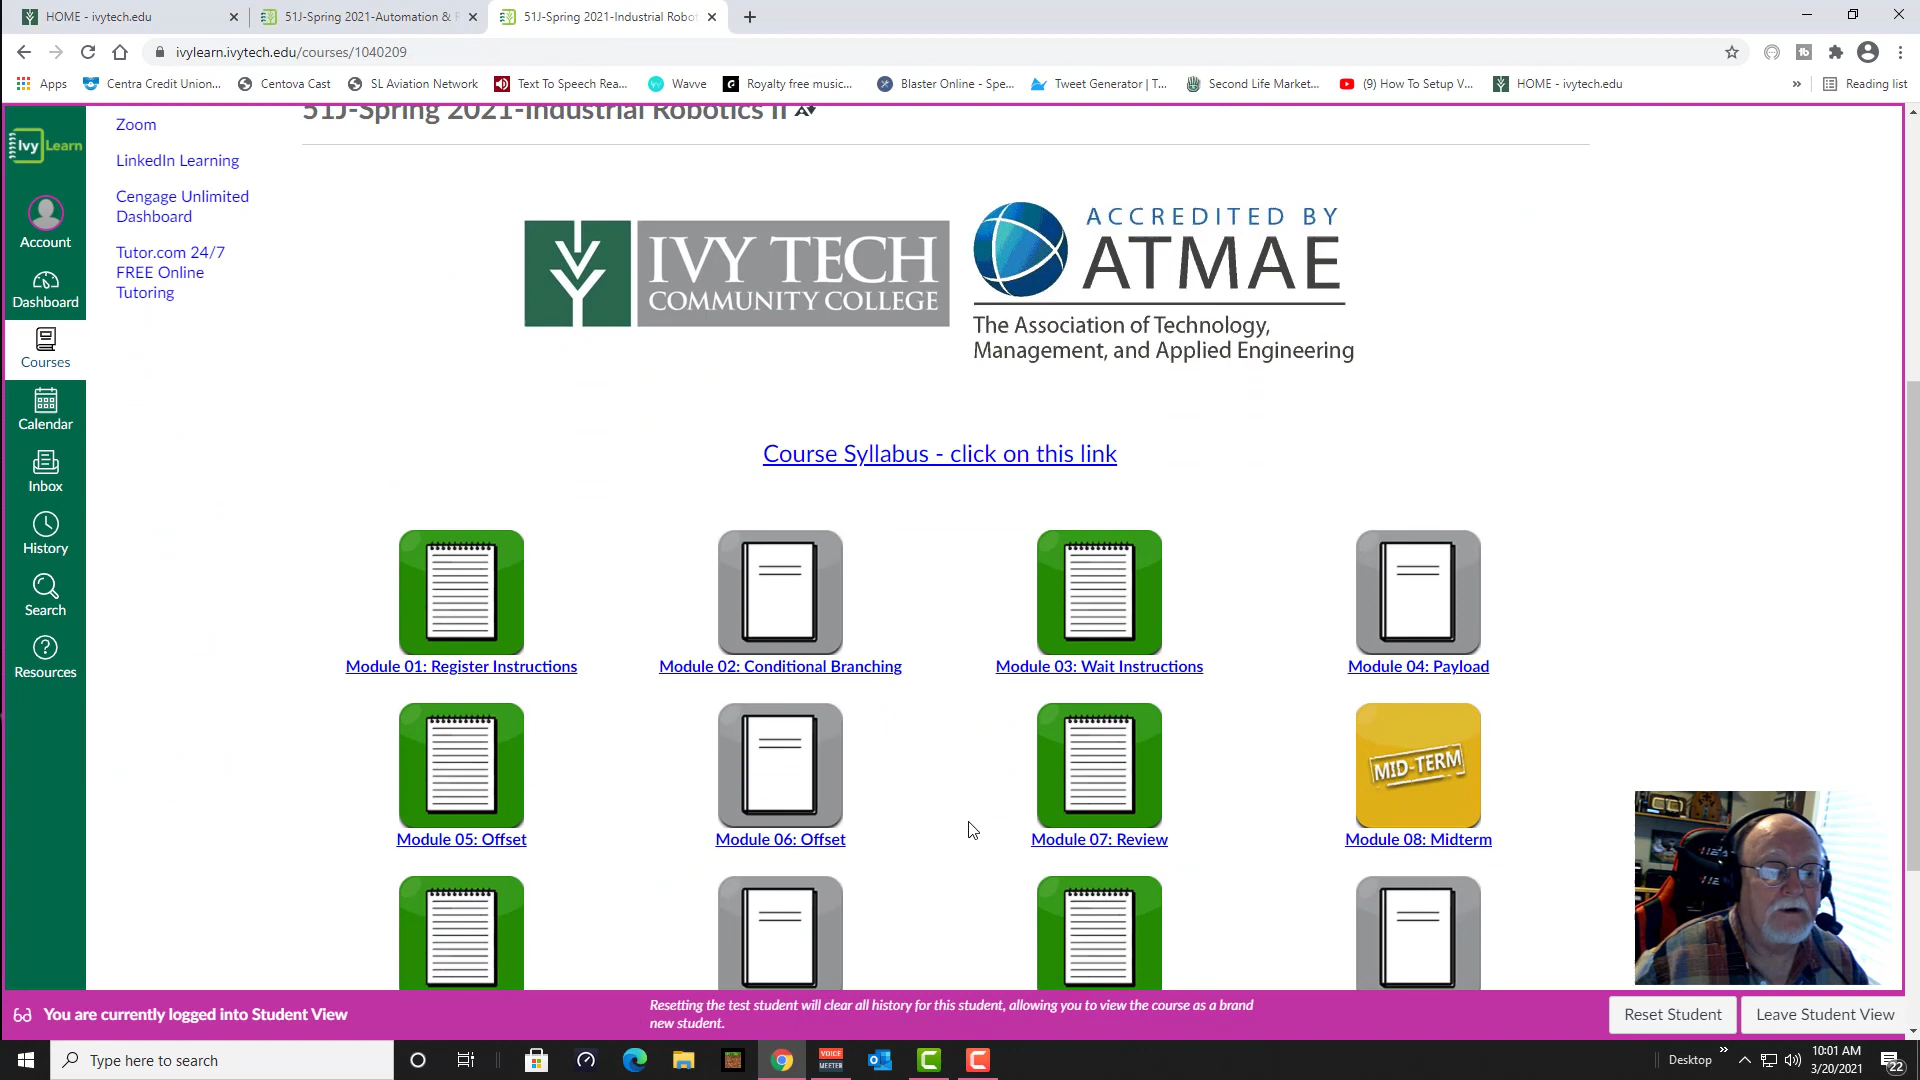 HOME - ivytech.edu
51J-Spring 2021-Automation & R
51J-Spring 2021-Industrial Robot
ivylearn.ivytech.edu/courses/1040209
Apps
Centra Credit Union...
Centova Cast
SL Aviation Network
Text To Speech Rea...
Wavve
Royalty free music...
Blaster Online - Spe...
Tweet Generator | T...
Second Life Market...
(9) How To Setup V...
HOME - ivytech.edu
»
Reading list
Ivy Learn
Account
Dashboard
Courses
Calendar
Inbox
History
Search
Resources
Zoom
LinkedIn Learning
Cengage Unlimited
Dashboard
Tutor.com 24/7
FREE Online
Tutoring
51J-Spring 2021-Industrial Robotics II
IVY TECH
COMMUNITY COLLEGE
ACCREDITED BY
ATMAE
The Association of Technology,
Management, and Applied Engineering
Course Syllabus - click on this link
Module 01: Register Instructions
Module 02: Conditional Branching
Module 03: Wait Instructions
Module 04: Payload
MID-TERM
Module 05: Offset
Module 06: Offset
Module 07: Review
Module 08: Midterm
You are currently logged into Student View
Resetting the test student will clear all history for this student, allowing you to view the course as a brand
new student.
Reset Student
Leave Student View
Type here to search
VOICE
MEETER
Desktop
»
10:01 AM
3/20/2021
22